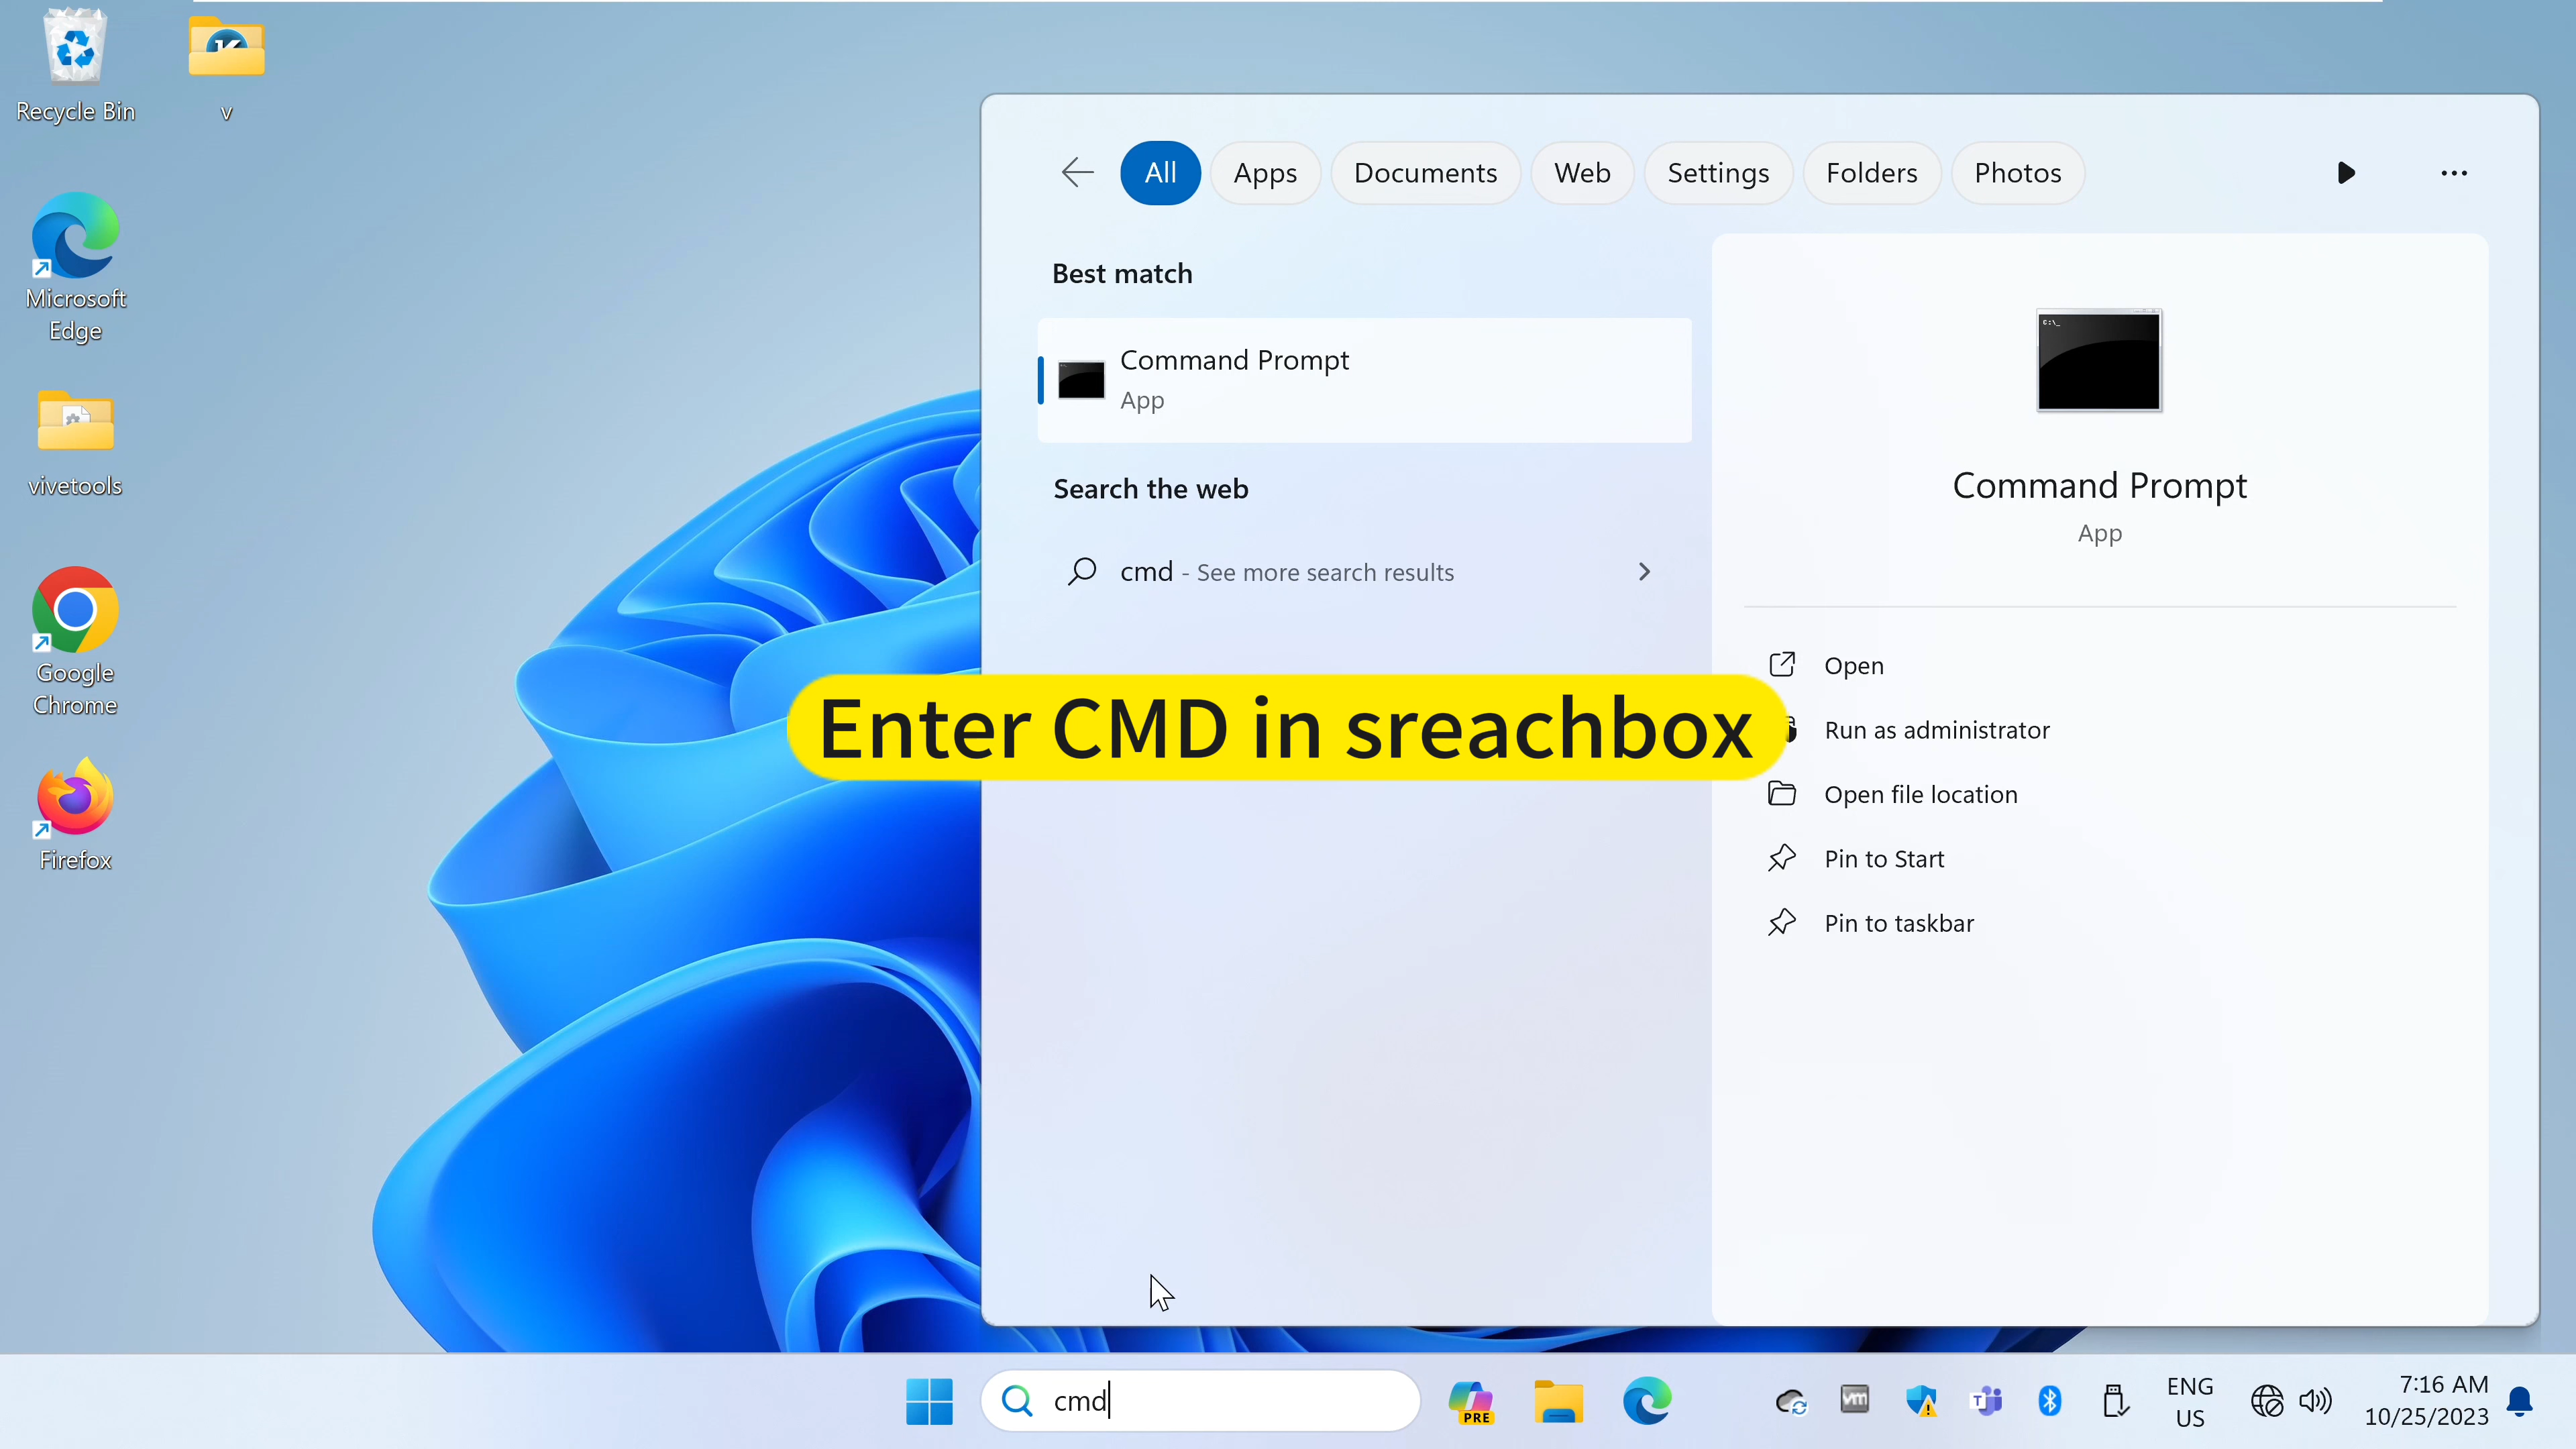 Recycle Bin
v
Microsoft
Edge
vivetools
Google
Chrome
Firefox
All
Apps
Documents
Web
Settings
Folders
Photos
Best match
Command Prompt
App
Search the web
cmd - See more search results
C:\_
Command Prompt
App
Open
Run as administrator
Open file location
Pin to Start
Pin to taskbar
Enter CMD in sreachbox
cmd
PRE
vm
T
ENG
US
7:16 AM
10/25/2023